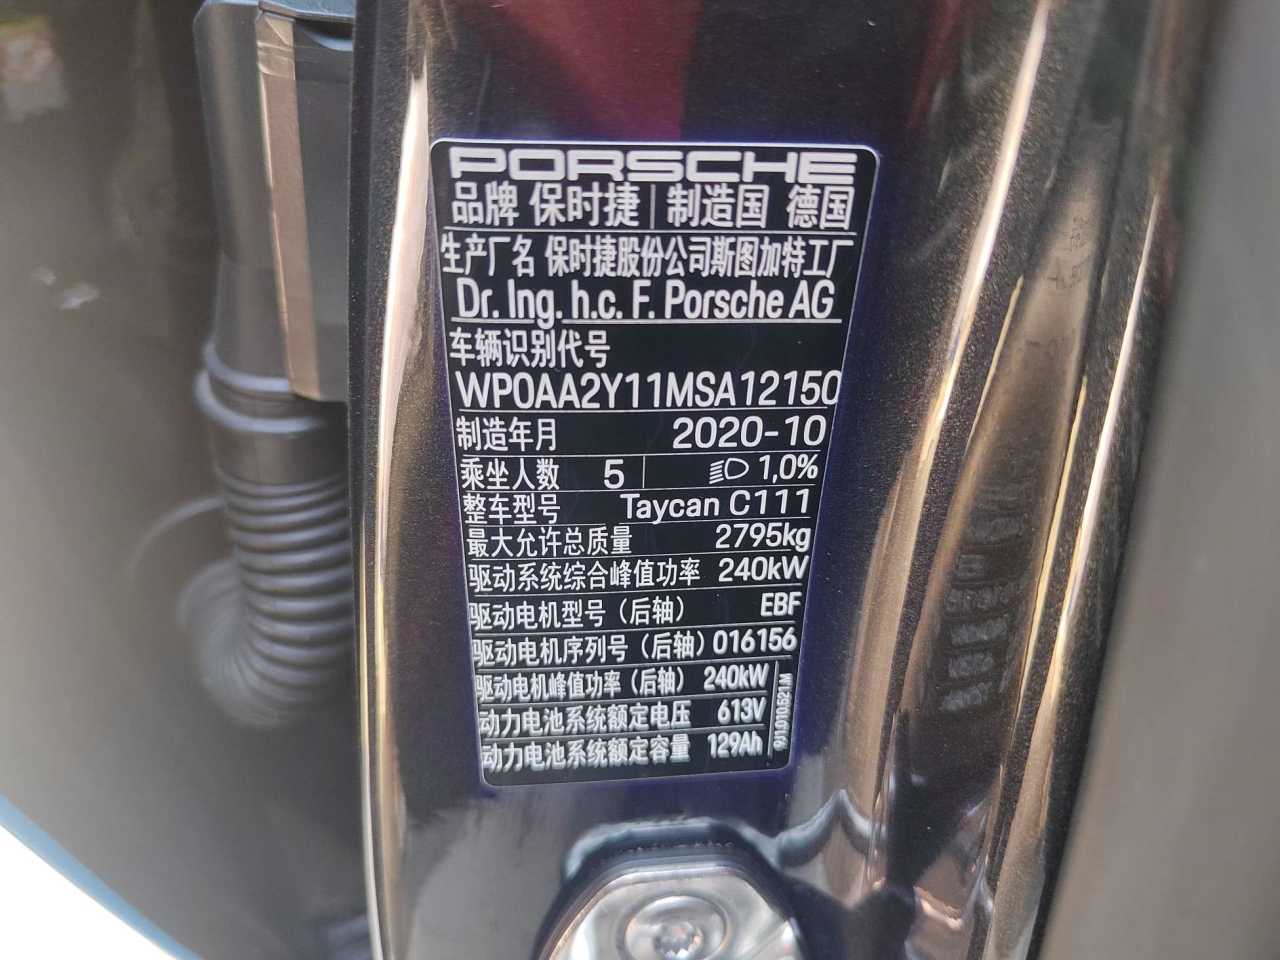 PORSCHE
品牌 保时捷 | 制造国 德国
生产厂名 保时捷股份公司斯图加特工厂
Dr. Ing. h.c. F. Porsche AG
车辆识别代号
WP0AA2Y11MSA12150
制造年月 2020-10
乘坐人数 5 | 1,0%
整车型号 Taycan C111
最大允许总质量 2795kg
驱动系统综合峰值功率 240kW
驱动电机型号（后轴） EBF
驱动电机序列号（后轴）016156
驱动电机峰值功率（后轴） 240kW
动力电池系统额定电压 613V
动力电池系统额定容量 129Ah
9J1.010.621.M